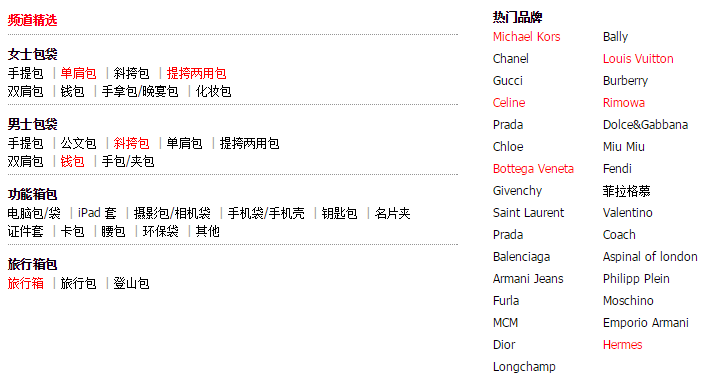 频道精选
女士包袋
手提包 | 单肩包 | 斜挎包 | 提挎两用包
双肩包 | 钱包 | 手拿包/晚宴包 | 化妆包
男士包袋
手提包 | 公文包 | 斜挎包 | 单肩包 | 提挎两用包
双肩包 | 钱包 | 手包/夹包
功能箱包
电脑包/袋 | iPad 套 | 摄影包/相机袋 | 手机袋/手机壳 | 钥匙包 | 名片夹
证件套 | 卡包 | 腰包 | 环保袋 | 其他
旅行箱包
旅行箱 | 旅行包 | 登山包
热门品牌
Michael Kors Bally
Chanel Louis Vuitton
Gucci Burberry
Celine Rimowa
Prada Dolce&Gabbana
Chloe Miu Miu
Bottega Veneta Fendi
Givenchy 菲拉格慕
Saint Laurent Valentino
Prada Coach
Balenciaga Aspinal of london
Armani Jeans Philipp Plein
Furla Moschino
MCM Emporio Armani
Dior Hermes
Longchamp